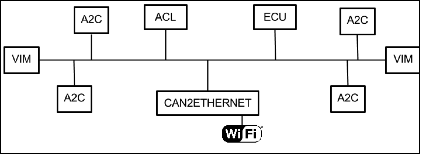 A2C
ACL
ECU
A2C
VIM
VIM
A2C
CAN2ETHERNET
A2C
WiFi